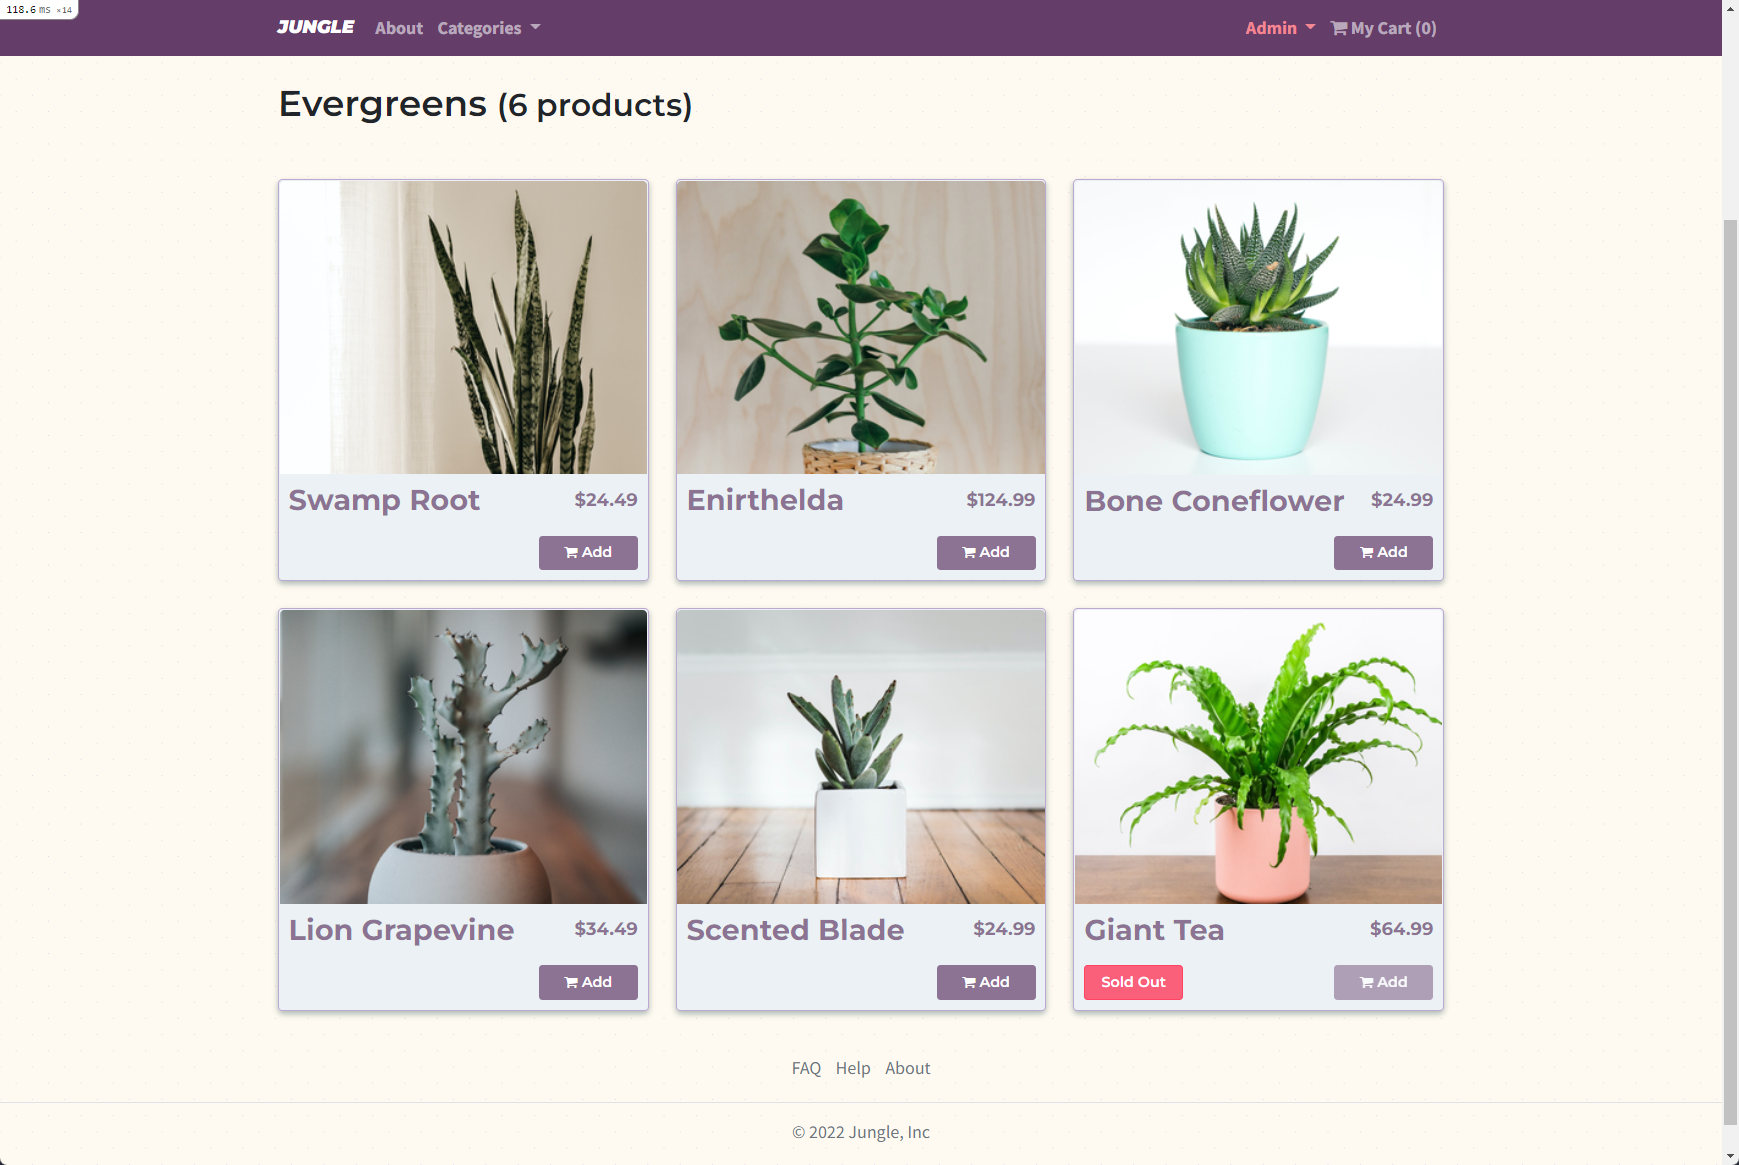 118.6 ms ×14
JUNGLE About Categories Admin My Cart (0)
Evergreens (6 products)
Swamp Root $24.49
Add
Enirthelda $124.99
Add
Bone Coneflower $24.99
Add
Lion Grapevine $34.49
Add
Scented Blade $24.99
Add
Giant Tea $64.99
Sold Out Add
FAQ Help About
© 2022 Jungle, Inc